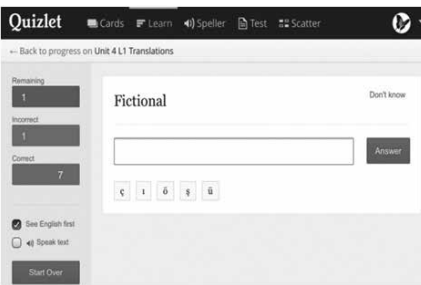 Quizlet Cards Learn Speller Test Scatter
← Back to progress on Unit 4 L1 Translations
Remaining
1
Incorrect
1
Correct
7
See English first
Speak text
Start Over
Fictional
Don't know
Answer
ç ı ö ş ü